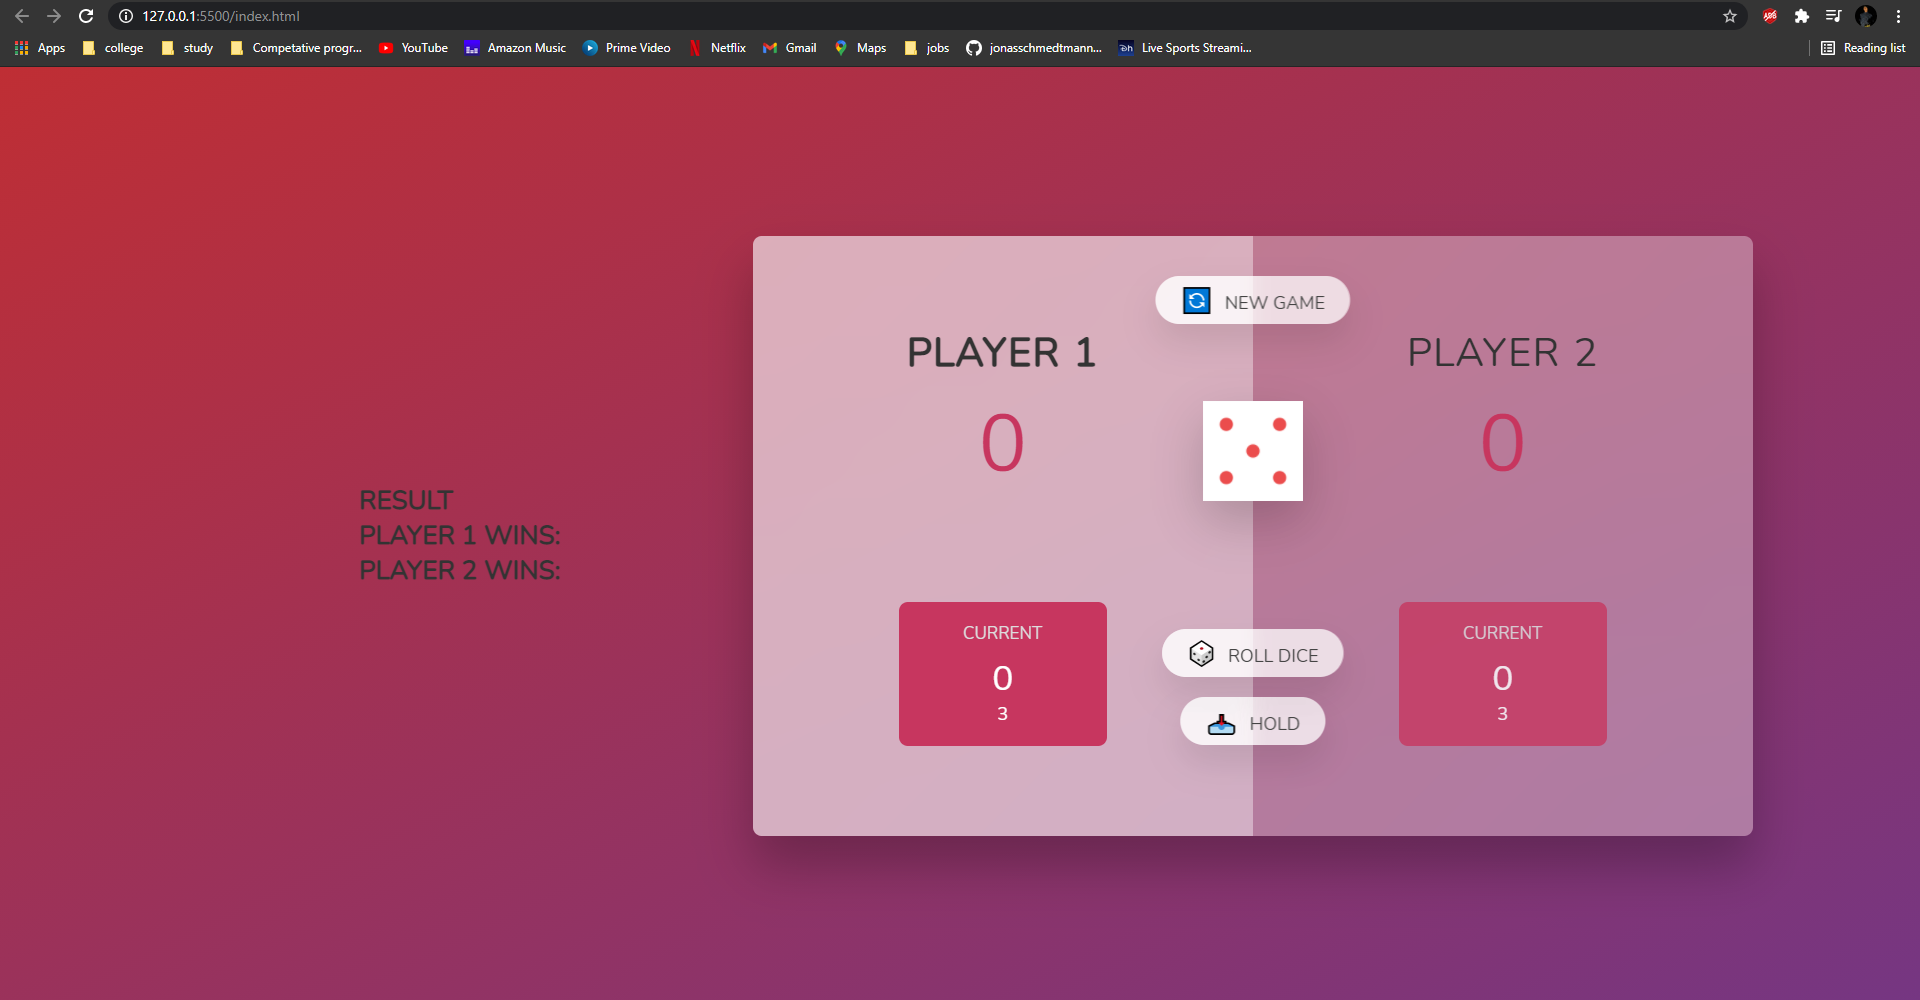 127.0.0.1:5500/index.html
ABP
Apps college study Competative progr... YouTube Amazon Music Prime Video Netflix Gmail Maps jobs jonasschmedtmann... Live Sports Streami... Reading list
NEW GAME
PLAYER 1
0
PLAYER 2
0
RESULT
PLAYER 1 WINS:
PLAYER 2 WINS:
CURRENT
0
3
ROLL DICE
HOLD
CURRENT
0
3